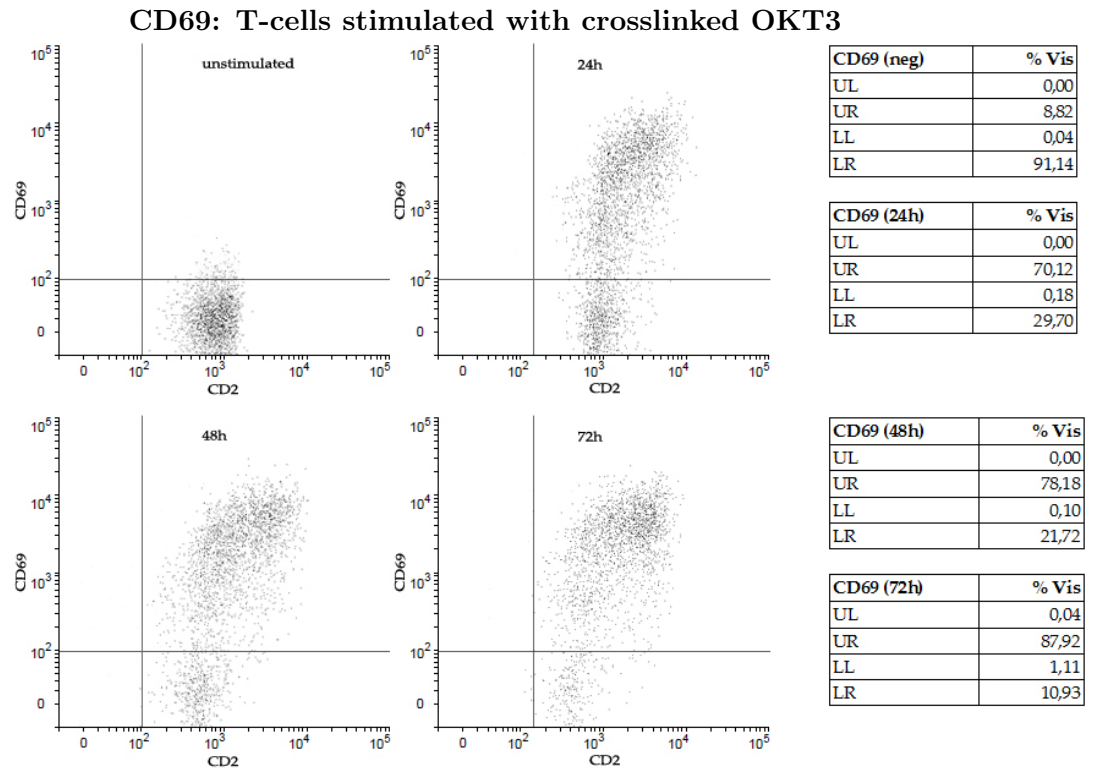 CD69: T-cells stimulated with crosslinked OKT3
unstimulated
10^5
10^4
10^3
10^2
0
CD69
0 10^2 10^3 10^4 10^5
CD2
24h
10^5
10^4
10^3
10^2
0
CD69
0 10^2 10^3 10^4 10^5
CD2
CD69 (neg) % Vis
UL 0,00
UR 8,82
LL 0,04
LR 91,14
CD69 (24h) % Vis
UL 0,00
UR 70,12
LL 0,18
LR 29,70
48h
10^5
10^4
10^3
10^2
0
CD69
0 10^2 10^3 10^4 10^5
CD2
72h
10^5
10^4
10^3
10^2
0
CD69
0 10^2 10^3 10^4 10^5
CD2
CD69 (48h) % Vis
UL 0,00
UR 78,18
LL 0,10
LR 21,72
CD69 (72h) % Vis
UL 0,04
UR 87,92
LL 1,11
LR 10,93